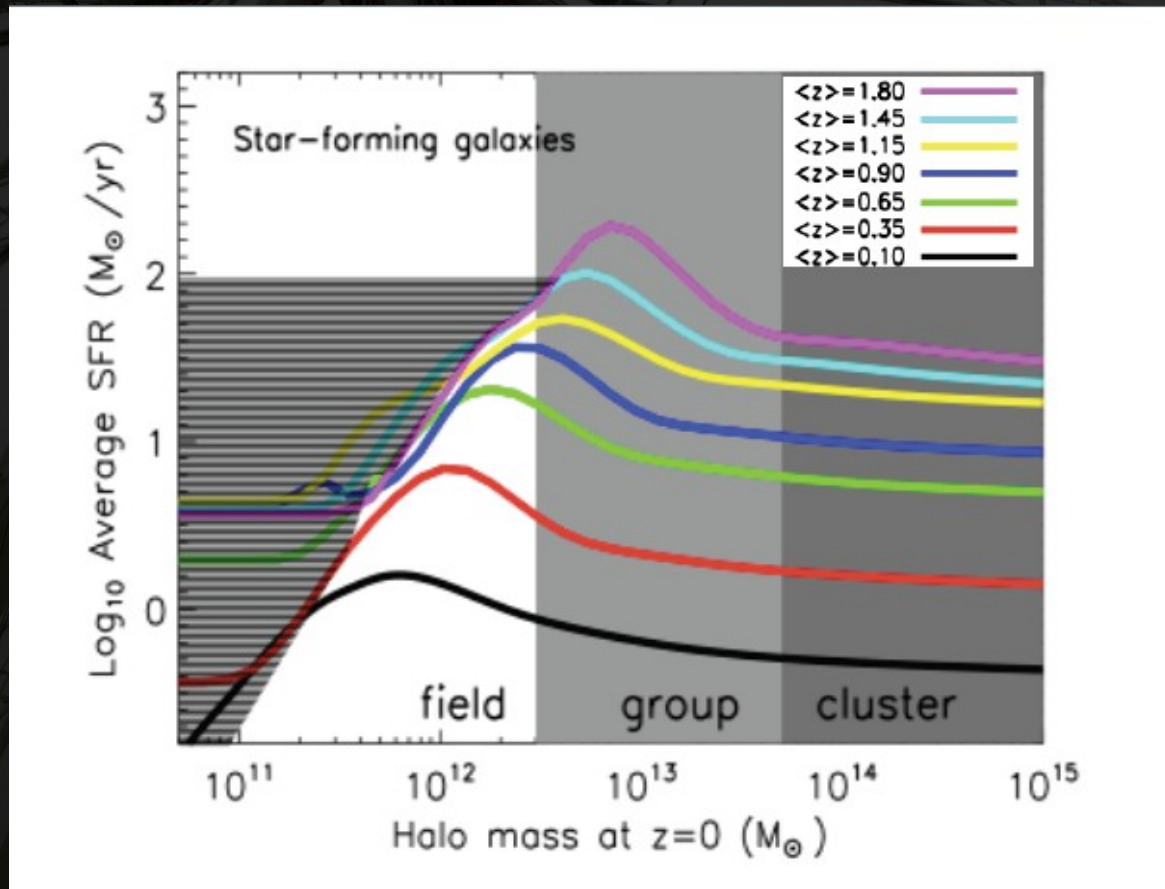 Star-forming galaxies
<z>=1.80
<z>=1.45
<z>=1.15
<z>=0.90
<z>=0.65
<z>=0.35
<z>=0.10
Log₁₀ Average SFR (M⊙/yr)
3
2
1
0
field
group
cluster
10¹¹
10¹²
10¹³
10¹⁴
10¹⁵
Halo mass at z=0 (M⊙)